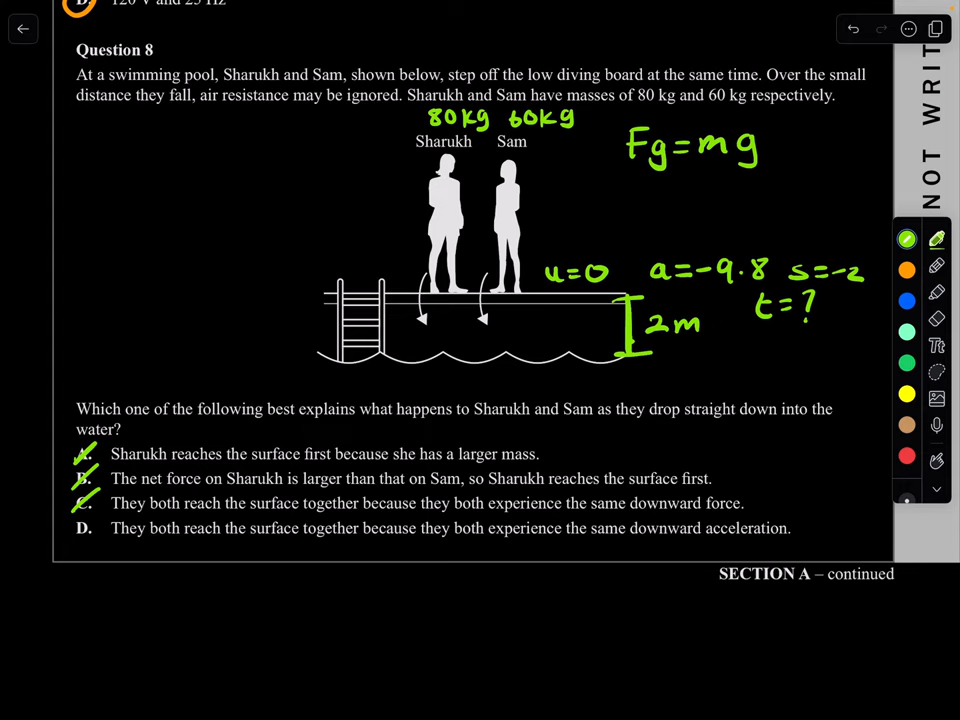 D. 120 V and 25 Hz
Question 8
At a swimming pool, Sharukh and Sam, shown below, step off the low diving board at the same time. Over the small
distance they fall, air resistance may be ignored. Sharukh and Sam have masses of 80 kg and 60 kg respectively.
80kg 60kg
Sharukh Sam
Fg = mg
u=0 a=-9.8 s=-2
t=?
2m
Which one of the following best explains what happens to Sharukh and Sam as they drop straight down into the
water?
A. Sharukh reaches the surface first because she has a larger mass.
B. The net force on Sharukh is larger than that on Sam, so Sharukh reaches the surface first.
C. They both reach the surface together because they both experience the same downward force.
D. They both reach the surface together because they both experience the same downward acceleration.
SECTION A – continued
NOT WRIT
Tt